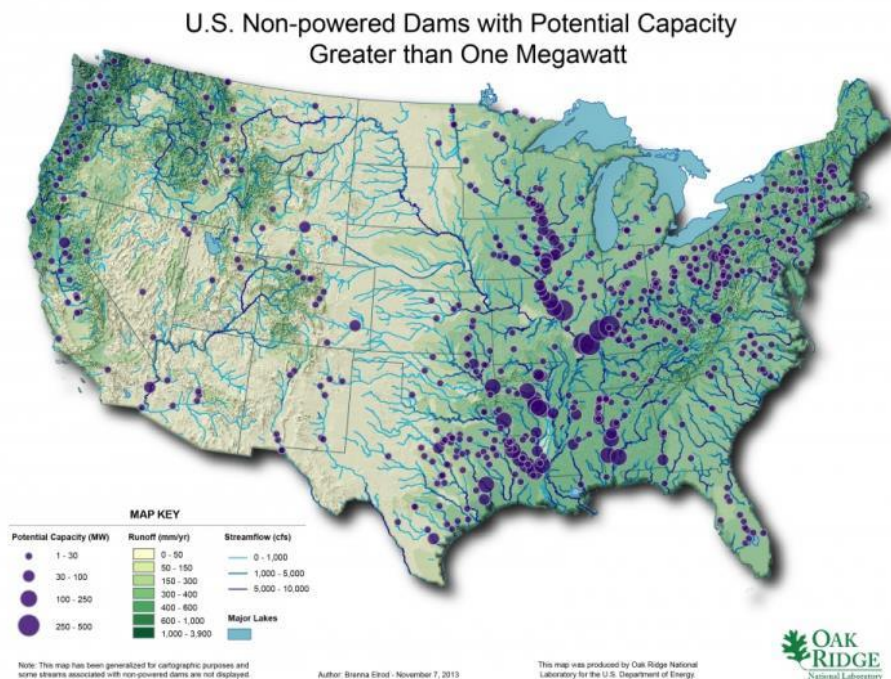 U.S. Non-powered Dams with Potential Capacity
Greater than One Megawatt
MAP KEY
Potential Capacity (MW)
1 - 30
30 - 100
100 - 250
250 - 500
Runoff (mm/yr)
0 - 50
50 - 150
150 - 300
300 - 400
400 - 600
600 - 1,000
1,000 - 3,900
Streamflow (cfs)
0 - 1,000
1,000 - 5,000
5,000 - 10,000
Major Lakes
Note: This map has been generalized for cartographic purposes and
some streams associated with non-powered dams are not displayed.
Author: Brenna Elrod - November 7, 2013
This map was produced by Oak Ridge National
Laboratory for the U.S. Department of Energy.
OAK
RIDGE
National Laboratory